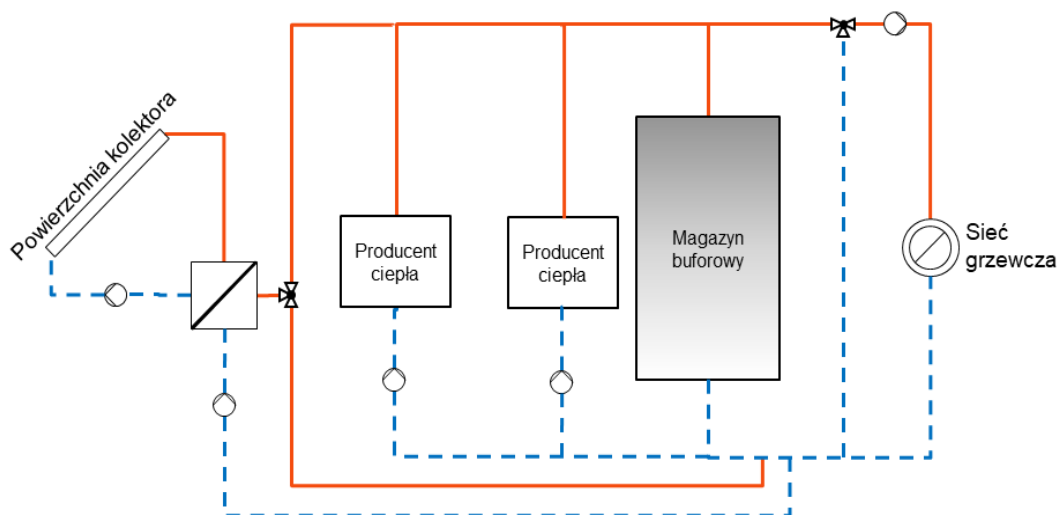 Powierzchnia kolektora
Producent
ciepła
Producent
ciepła
Magazyn
buforowy
Sieć
grzewcza